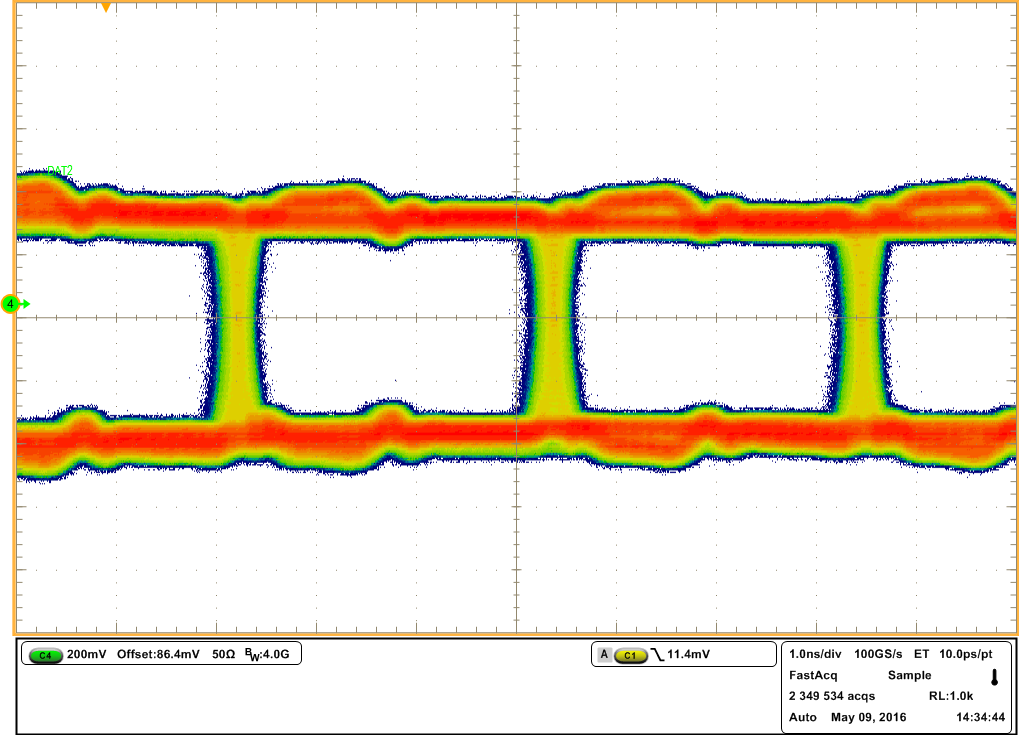 DAT2
4
C4 200mV Offset:86.4mV 50Ω BW:4.0G
A C1 11.4mV
1.0ns/div 100GS/s ET 10.0ps/pt
FastAcq Sample
2 349 534 acqs RL:1.0k
Auto May 09, 2016 14:34:44